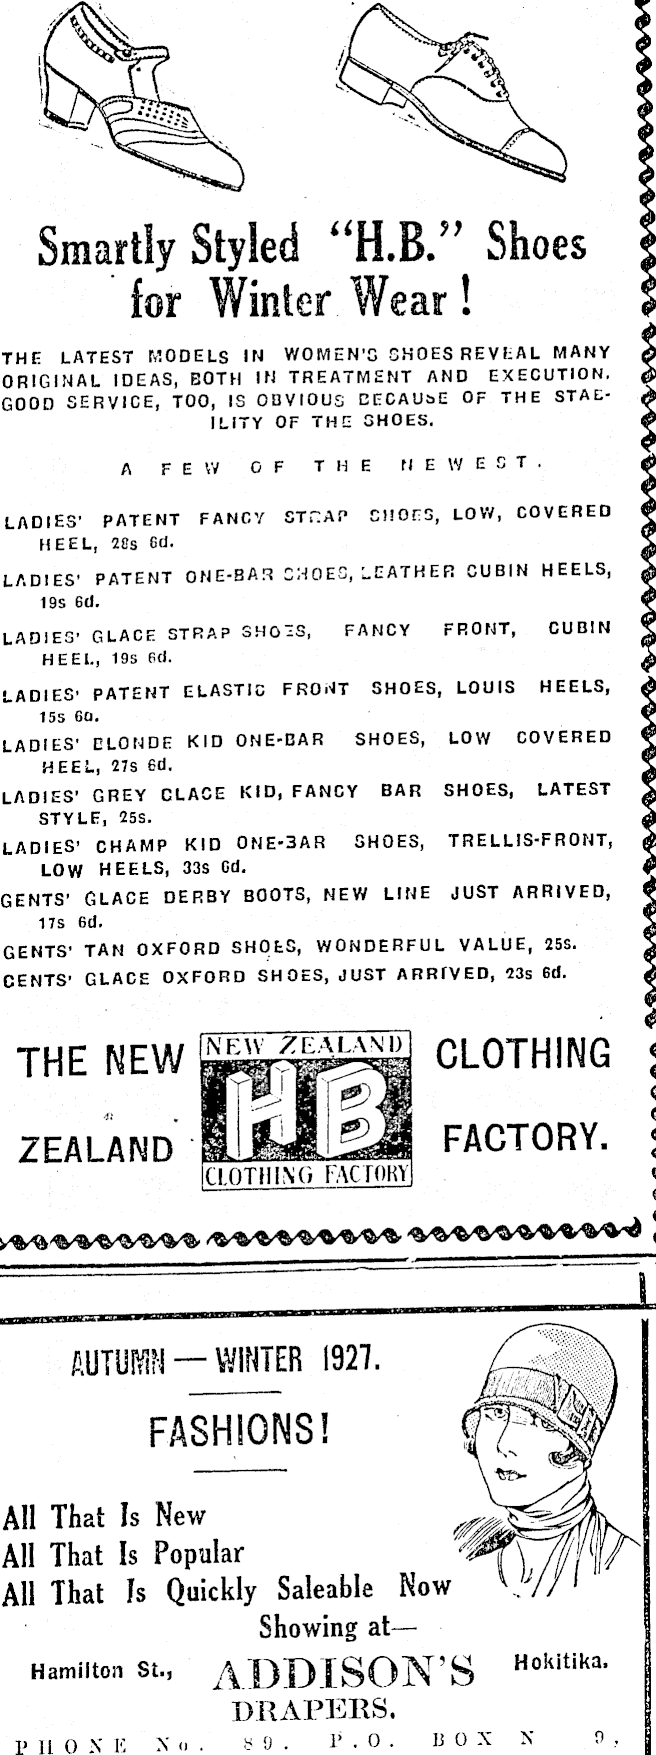 Smartly Styled "H.B." Shoes
for Winter Wear!
THE LATEST MODELS IN WOMEN'S SHOES REVEAL MANY
ORIGINAL IDEAS, BOTH IN TREATMENT AND EXECUTION.
GOOD SERVICE, TOO, IS OBVIOUS BECAUSE OF THE STAB-
ILITY OF THE SHOES.
A FEW OF THE NEWEST.
LADIES' PATENT FANCY STRAP SHOES, LOW, COVERED
HEEL, 28s 6d.
LADIES' PATENT ONE-BAR SHOES, LEATHER CUBIN HEELS,
19s 6d.
LADIES' GLACE STRAP SHOES, FANCY FRONT, CUBIN
HEEL, 19s 6d.
LADIES' PATENT ELASTIC FRONT SHOES, LOUIS HEELS,
15s 6d.
LADIES' BLONDE KID ONE-BAR SHOES, LOW COVERED
HEEL, 27s 6d.
LADIES' GREY GLACE KID, FANCY BAR SHOES, LATEST
STYLE, 25s.
LADIES' CHAMP KID ONE-BAR SHOES, TRELLIS-FRONT,
LOW HEELS, 33s 6d.
GENTS' GLACE DERBY BOOTS, NEW LINE JUST ARRIVED,
17s 6d.
GENTS' TAN OXFORD SHOES, WONDERFUL VALUE, 25s.
GENTS' GLACE OXFORD SHOES, JUST ARRIVED, 23s 6d.
THE NEW
ZEALAND
NEW ZEALAND
HB
CLOTHING FACTORY
CLOTHING
FACTORY.
AUTUMN — WINTER 1927.
FASHIONS!
All That Is New
All That Is Popular
All That Is Quickly Saleable Now
Showing at—
Hamilton St., ADDISON'S Hokitika.
DRAPERS.
PHONE No. 89. P.O. BOX N 9,